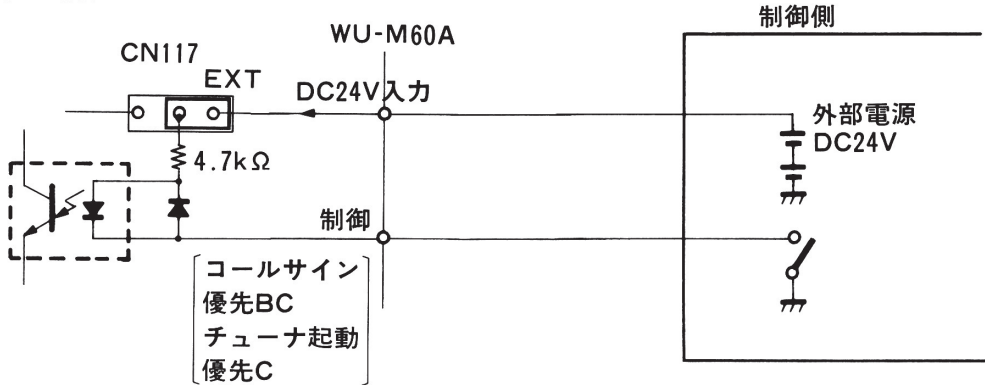 制御側
WU-M60A
CN117
EXT
DC24V入力
外部電源
DC24V
4.7kΩ
制御
コールサイン
優先BC
チューナ起動
優先C